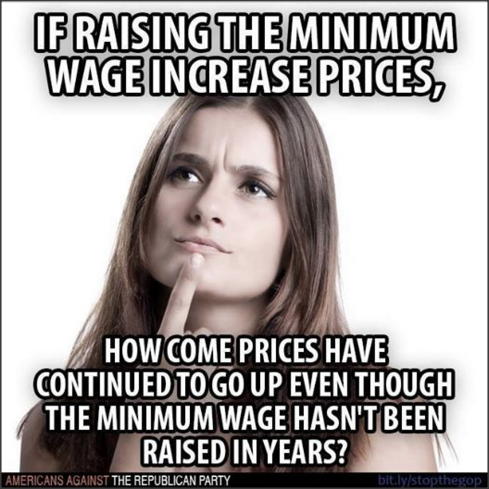 IF RAISING THE MINIMUM
WAGE INCREASE PRICES,
HOW COME PRICES HAVE
CONTINUED TO GO UP EVEN THOUGH
THE MINIMUM WAGE HASN'T BEEN
RAISED IN YEARS?
AMERICANS AGAINST THE REPUBLICAN PARTY bit.ly/stopthegop